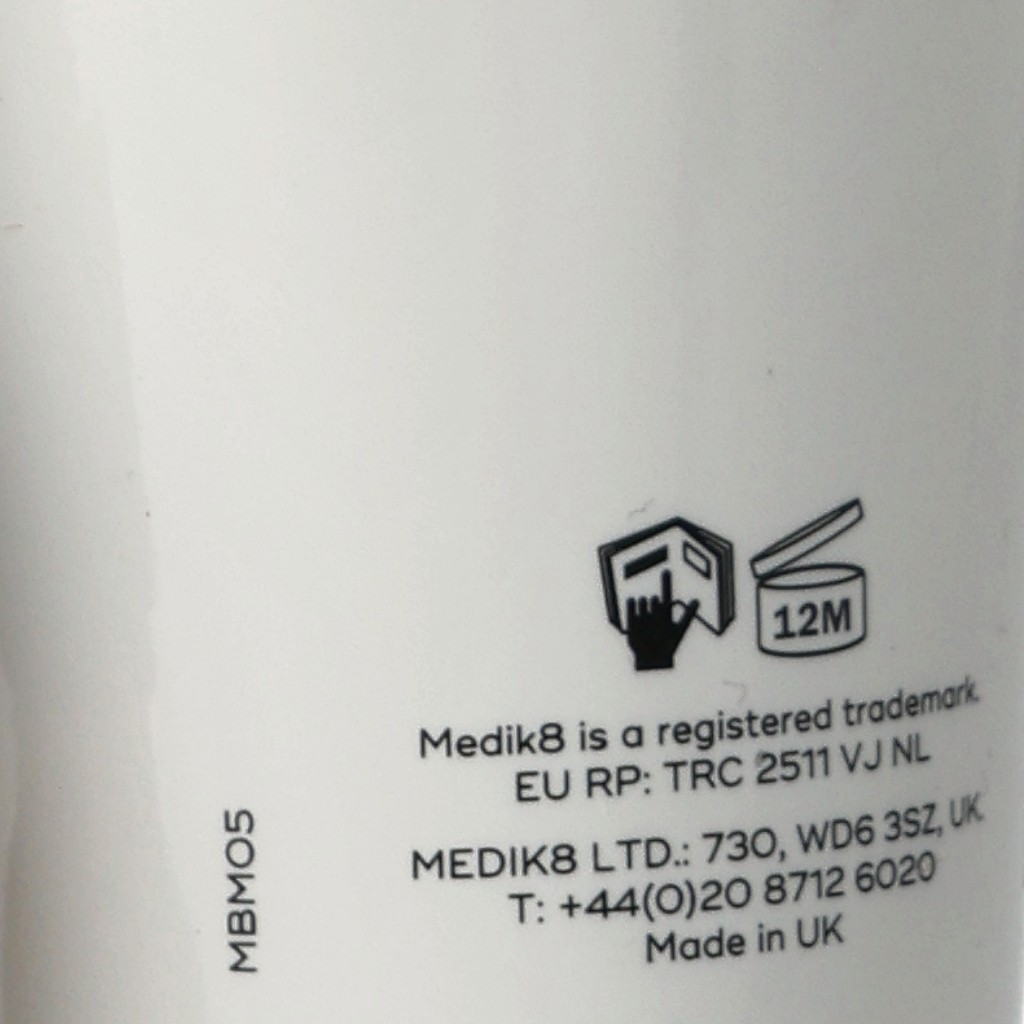 12M
Medik8 is a registered trademark.
EU RP: TRC 2511 VJ NL
MEDIK8 LTD.: 730, WD6 3SZ, UK.
T: +44(0)20 8712 6020
Made in UK
MBM05